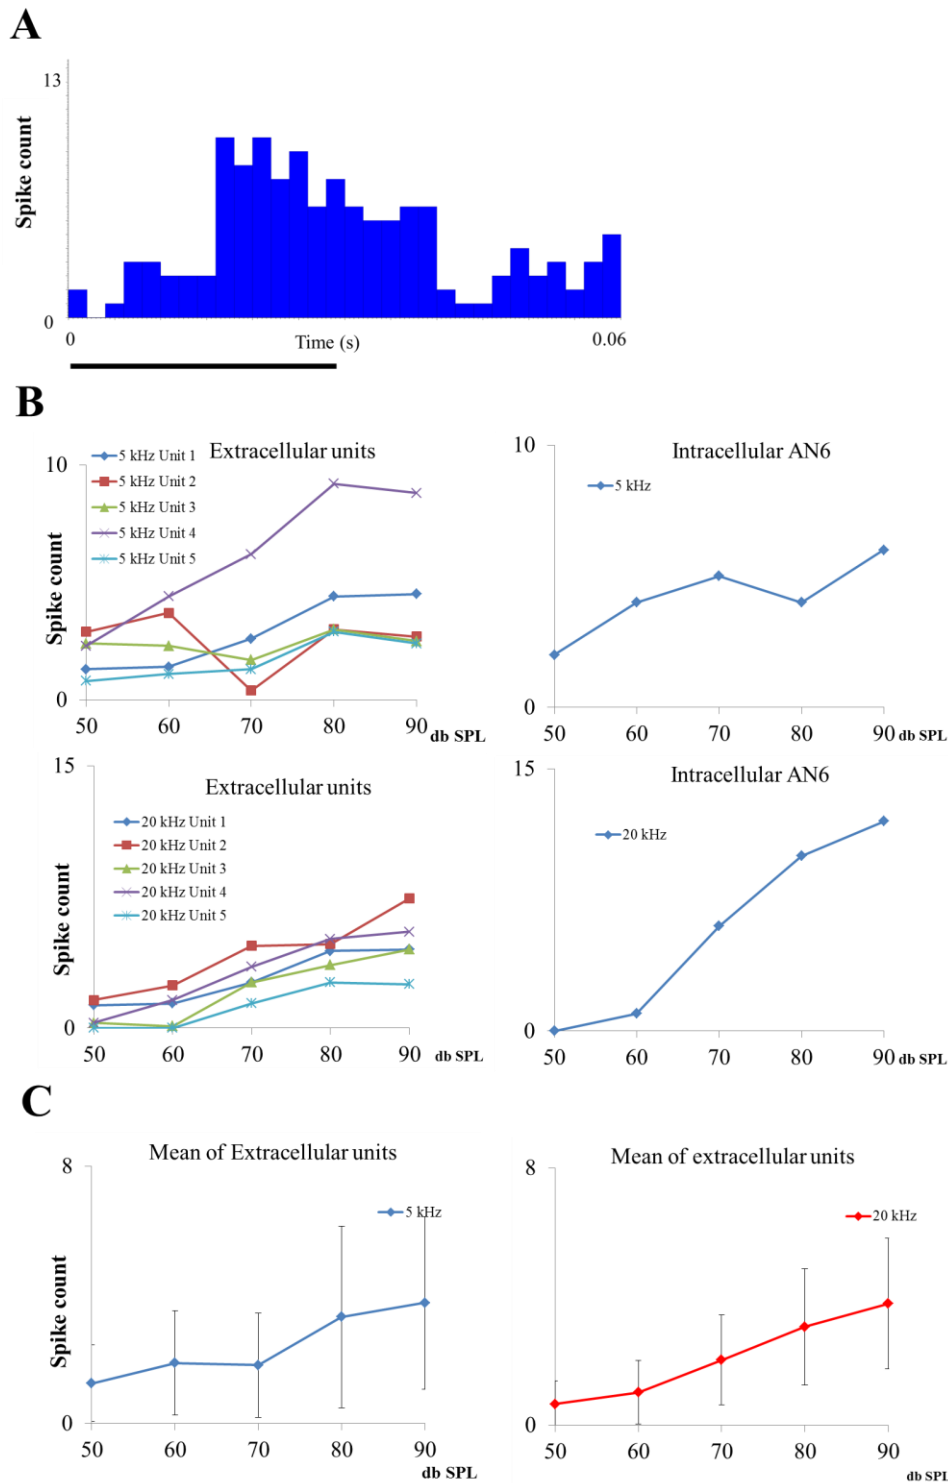 A
13
Spike count
0
0
Time (s)
0.06
B
Extracellular units
10
5 kHz Unit 1
5 kHz Unit 2
5 kHz Unit 3
5 kHz Unit 4
5 kHz Unit 5
Spike count
0
50 60 70 80 90 db SPL
Intracellular AN6
10
5 kHz
0
50 60 70 80 90 db SPL
Extracellular units
15
20 kHz Unit 1
20 kHz Unit 2
20 kHz Unit 3
20 kHz Unit 4
20 kHz Unit 5
Spike count
0
50 60 70 80 90 db SPL
Intracellular AN6
15
20 kHz
0
50 60 70 80 90 db SPL
C
Mean of Extracellular units
8
5 kHz
Spike count
0
50 60 70 80 90
db SPL
Mean of extracellular units
8
20 kHz
0
50 60 70 80 90
db SPL